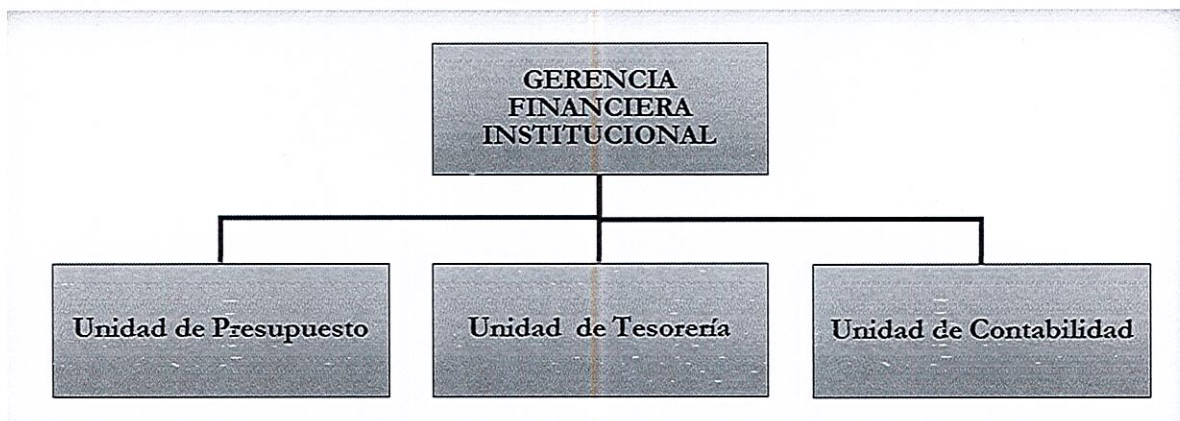 GERENCIA
FINANCIERA
INSTITUCIONAL
Unidad de Presupuesto
Unidad de Tesorería
Unidad de Contabilidad